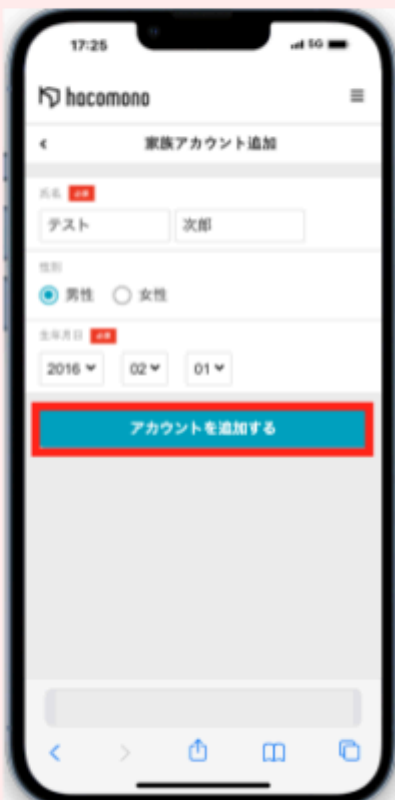 17:25 5G
hacomono
家族アカウント追加
氏名 必須
テスト 次郎
性別
男性 女性
生年月日 必須
2016 02 01
アカウントを追加する